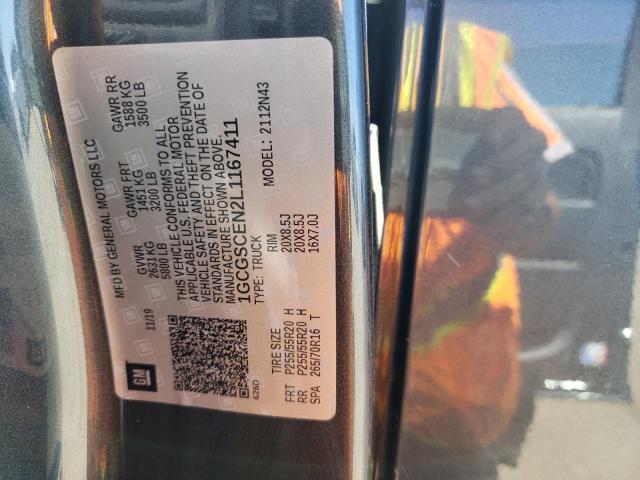 GM
MFD BY GENERAL MOTORS LLC
11/19
GVWR GAWR FRT GAWR RR
2631 KG 1451 KG 1588 KG
5800 LB 3200 LB 3500 LB
THIS VEHICLE CONFORMS TO ALL
APPLICABLE U.S. FEDERAL MOTOR
VEHICLE SAFETY AND THEFT PREVENTION
STANDARDS IN EFFECT ON THE DATE OF
MANUFACTURE SHOWN ABOVE.
1GCGSCEN2L1167411
TYPE: TRUCK MODEL: 2112N43
626D
TIRE SIZE RIM
FRT P255/55R20 H 20X8.5J
RR P255/55R20 H 20X8.5J
SPA 265/70R16 T 16X7.0J